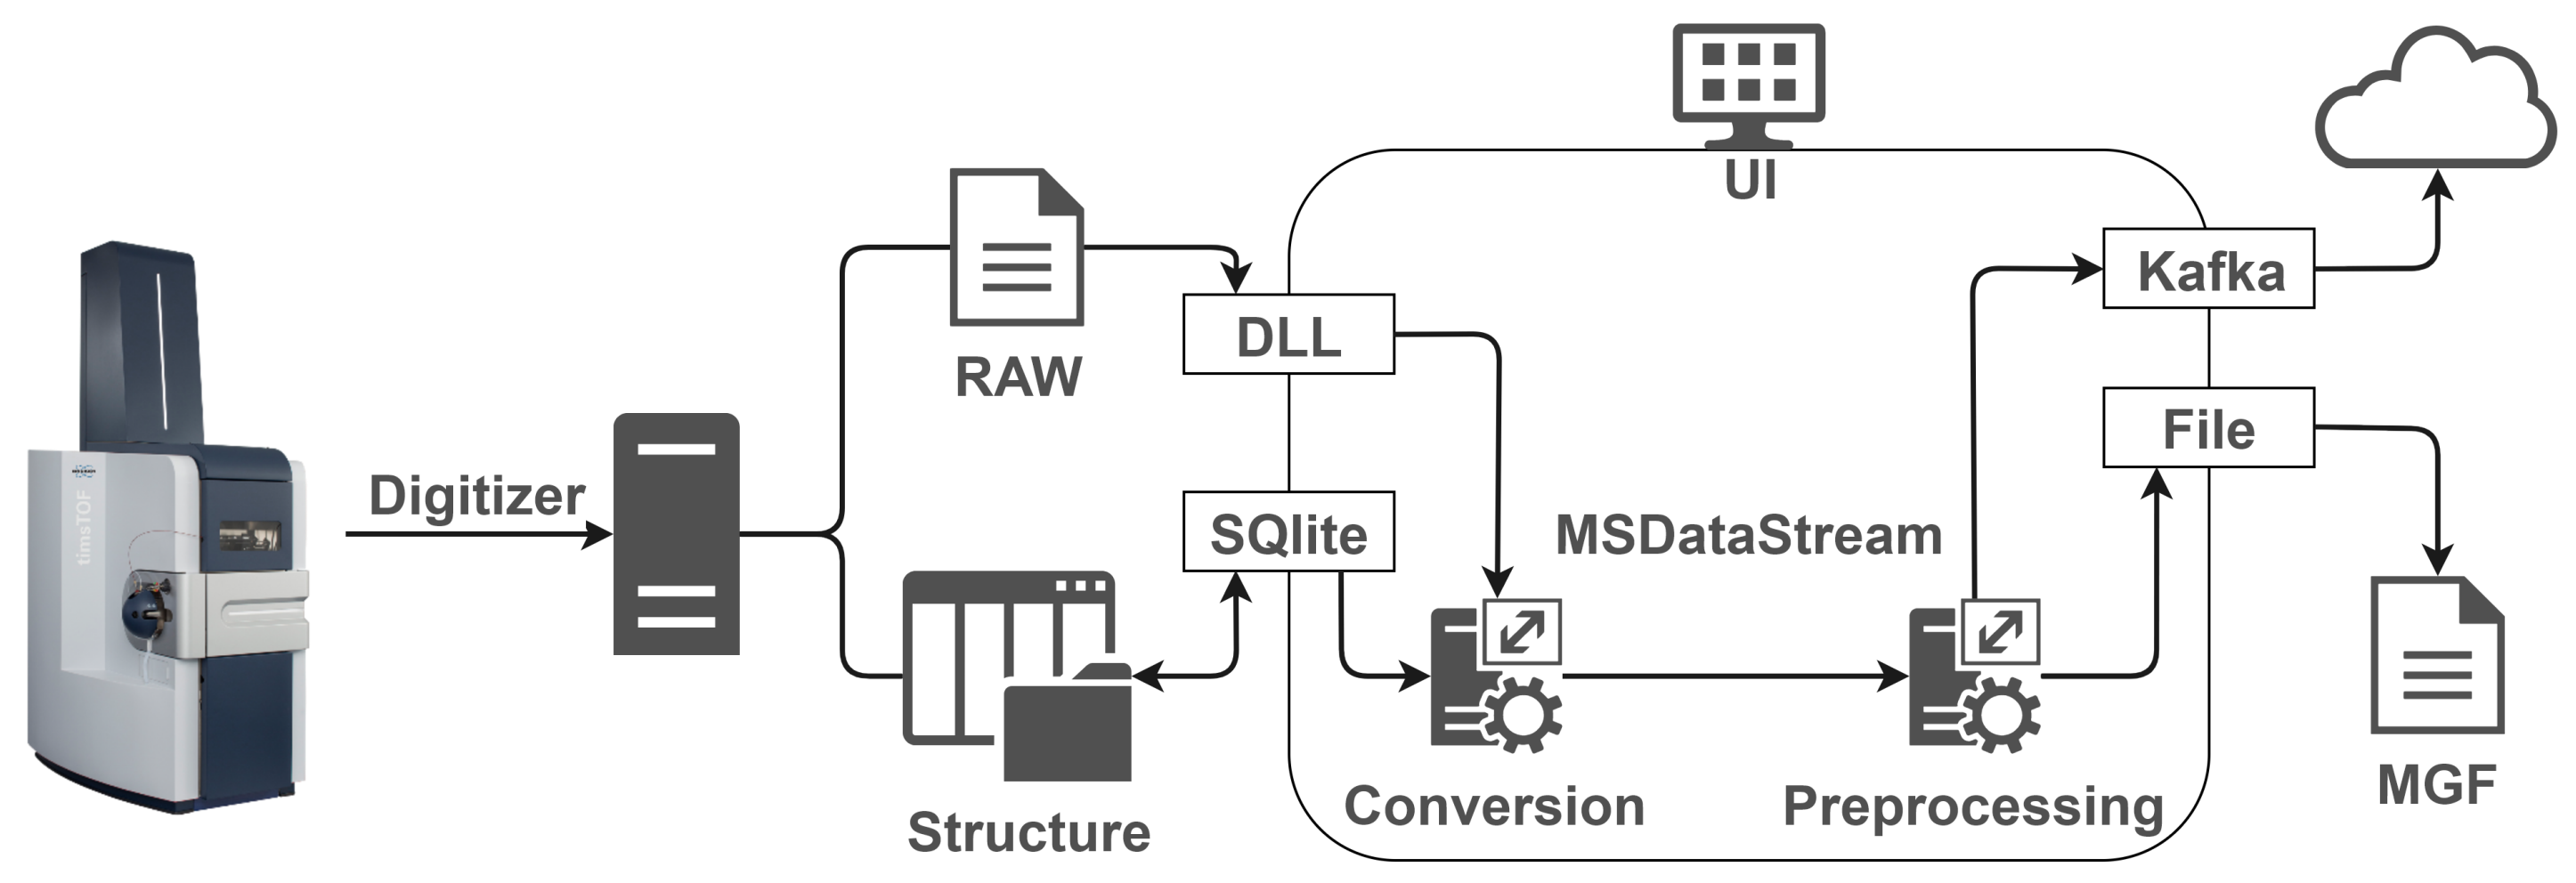 UI
Kafka
DLL
RAW
File
Digitizer
timsTOF
SQlite
MSDataStream
Conversion
Preprocessing
MGF
Structure